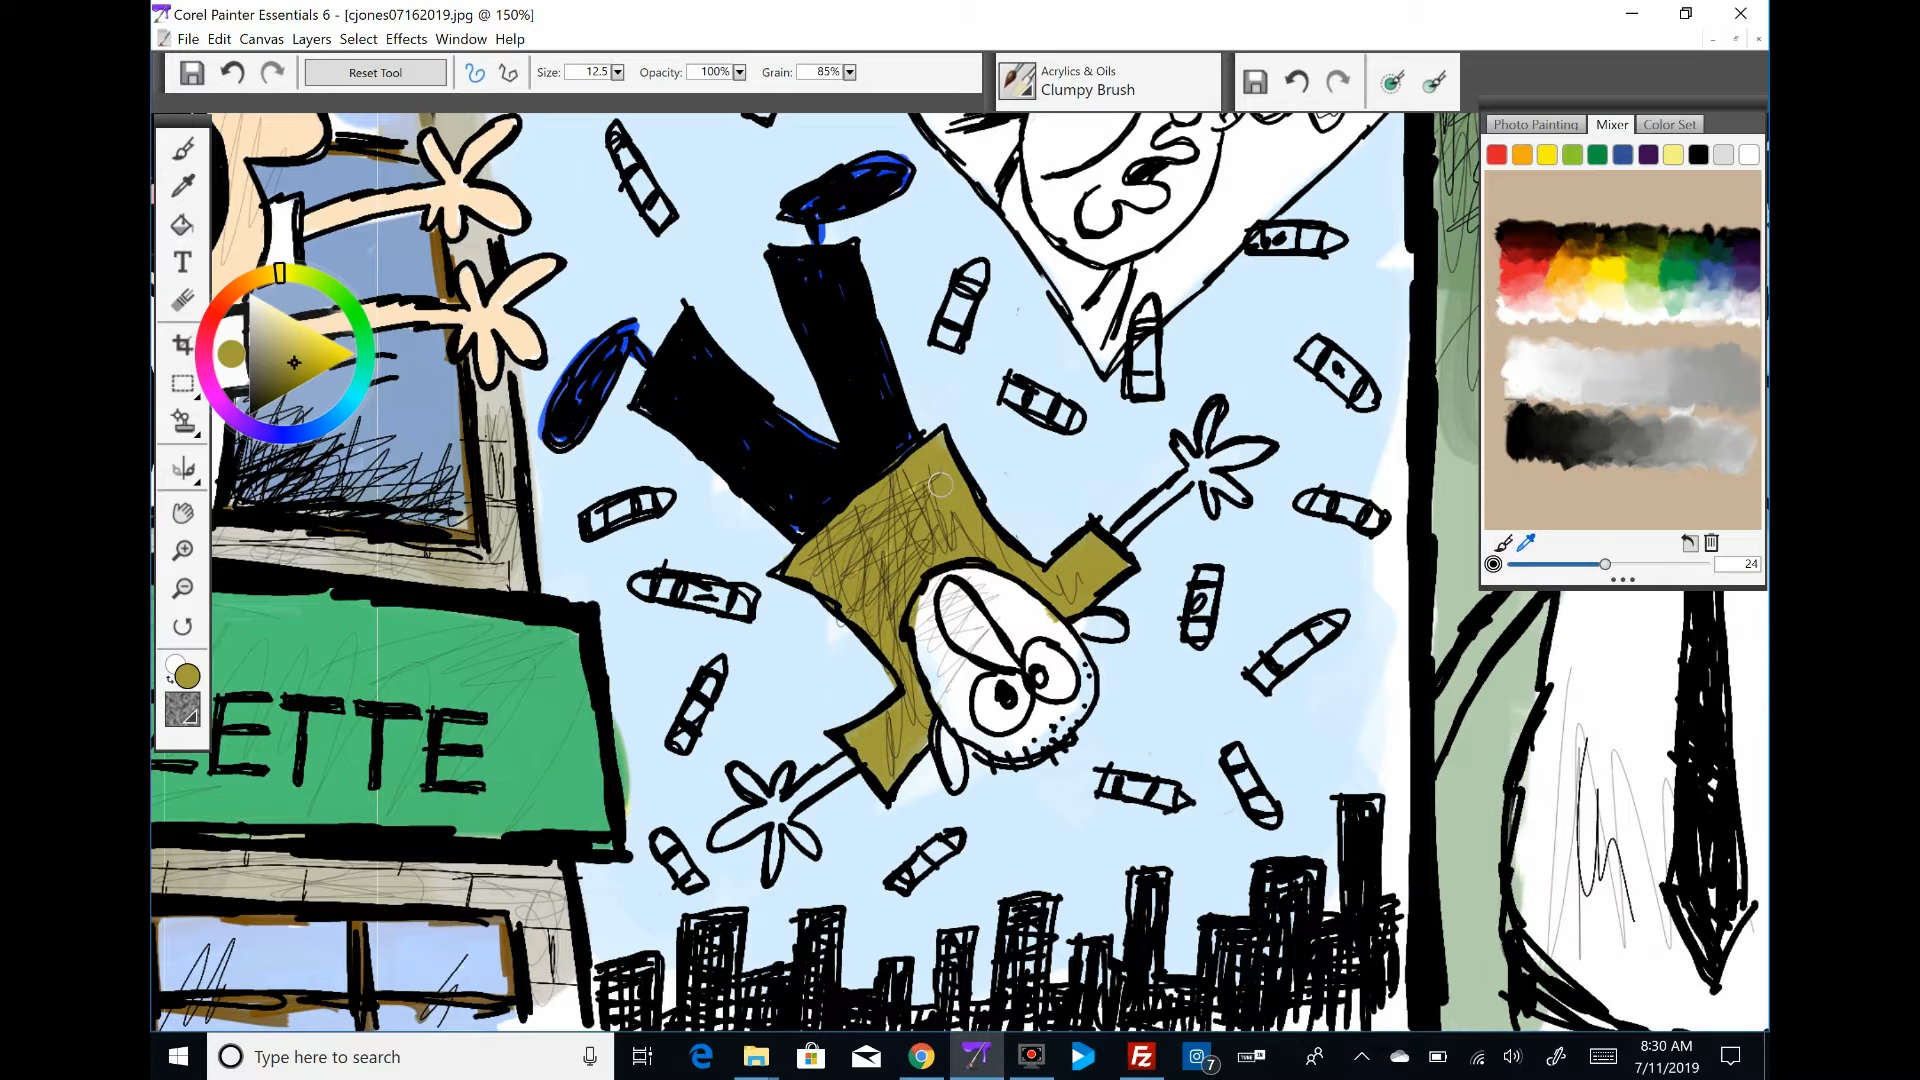 Corel Painter Essentials 6 - [cjones07162019.jpg @ 150%]
File Edit Canvas Layers Select Effects Window Help
Reset Tool Size: 12.5 Opacity: 100% Grain: 85%
Acrylics & Oils
Clumpy Brush
Photo Painting Mixer Color Set
T
24
ETTE
Type here to search
7
8:30 AM
7/11/2019